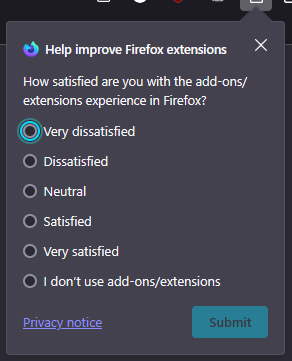 Help improve Firefox extensions
How satisfied are you with the add-ons/
extensions experience in Firefox?
Very dissatisfied
Dissatisfied
Neutral
Satisfied
Very satisfied
I don't use add-ons/extensions
Privacy notice
Submit